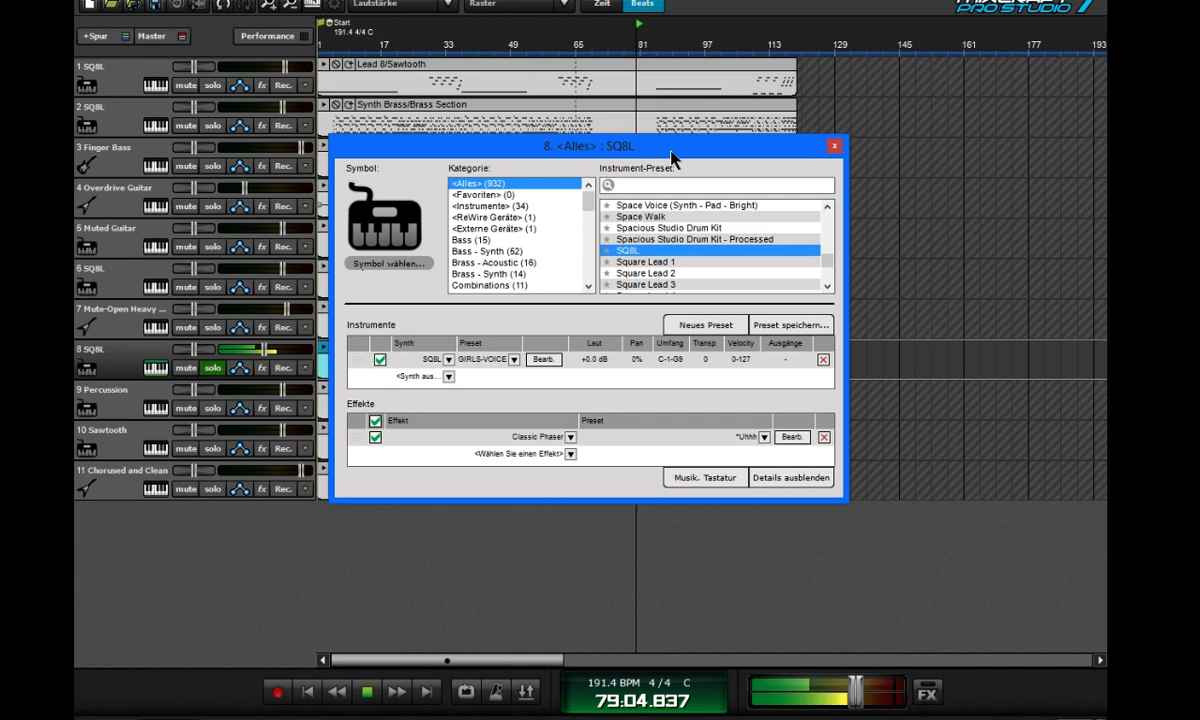 Lautstärke
Raster
Zeit
Beats
MIXCRAFT
PRO STUDIO 7
+Spur
Master
Performance
Start
191.4 4/4 C
1 17 33 49 65 81 97 113 129 145 161 177 193
1 SQ8L
mute solo fx Rec.
Lead 8/Sawtooth
2 SQ8L
mute solo fx Rec.
Synth Brass/Brass Section
3 Finger Bass
mute solo fx Rec.
4 Overdrive Guitar
mute solo fx Rec.
5 Muted Guitar
mute solo fx Rec.
6 SQ8L
mute solo fx Rec.
7 Mute-Open Heavy ...
mute solo fx Rec.
8 SQ8L
mute solo fx Rec.
9 Percussion
mute solo fx Rec.
10 Sawtooth
mute solo fx Rec.
11 Chorused and Clean
mute solo fx Rec.
8. <Alles> : SQ8L
x
Symbol:
Symbol wählen...
Kategorie:
<Alles> (932)
<Favoriten> (0)
<Instrumente> (34)
<ReWire Geräte> (1)
<Externe Geräte> (1)
Bass (15)
Bass - Synth (52)
Brass - Acoustic (16)
Brass - Synth (14)
Combinations (11)
Instrument-Preset:
Space Voice (Synth - Pad - Bright)
Space Walk
Spacious Studio Drum Kit
Spacious Studio Drum Kit - Processed
SQ8L
Square Lead 1
Square Lead 2
Square Lead 3
Instrumente
Neues Preset
Preset speichern...
Synth Preset Laut Pan Umfang Transp. Velocity Ausgänge
SQ8L GIRLS-VOICE Bearb. +0.0 dB 0% C-1-G9 0 0-127 -
<Synth aus...
Effekte
Effekt Preset
Classic Phaser *Uhhh Bearb.
<Wählen Sie einen Effekt>
Musik. Tastatur
Details ausblenden
191.4 BPM 4/4 C
79:04.837
FX